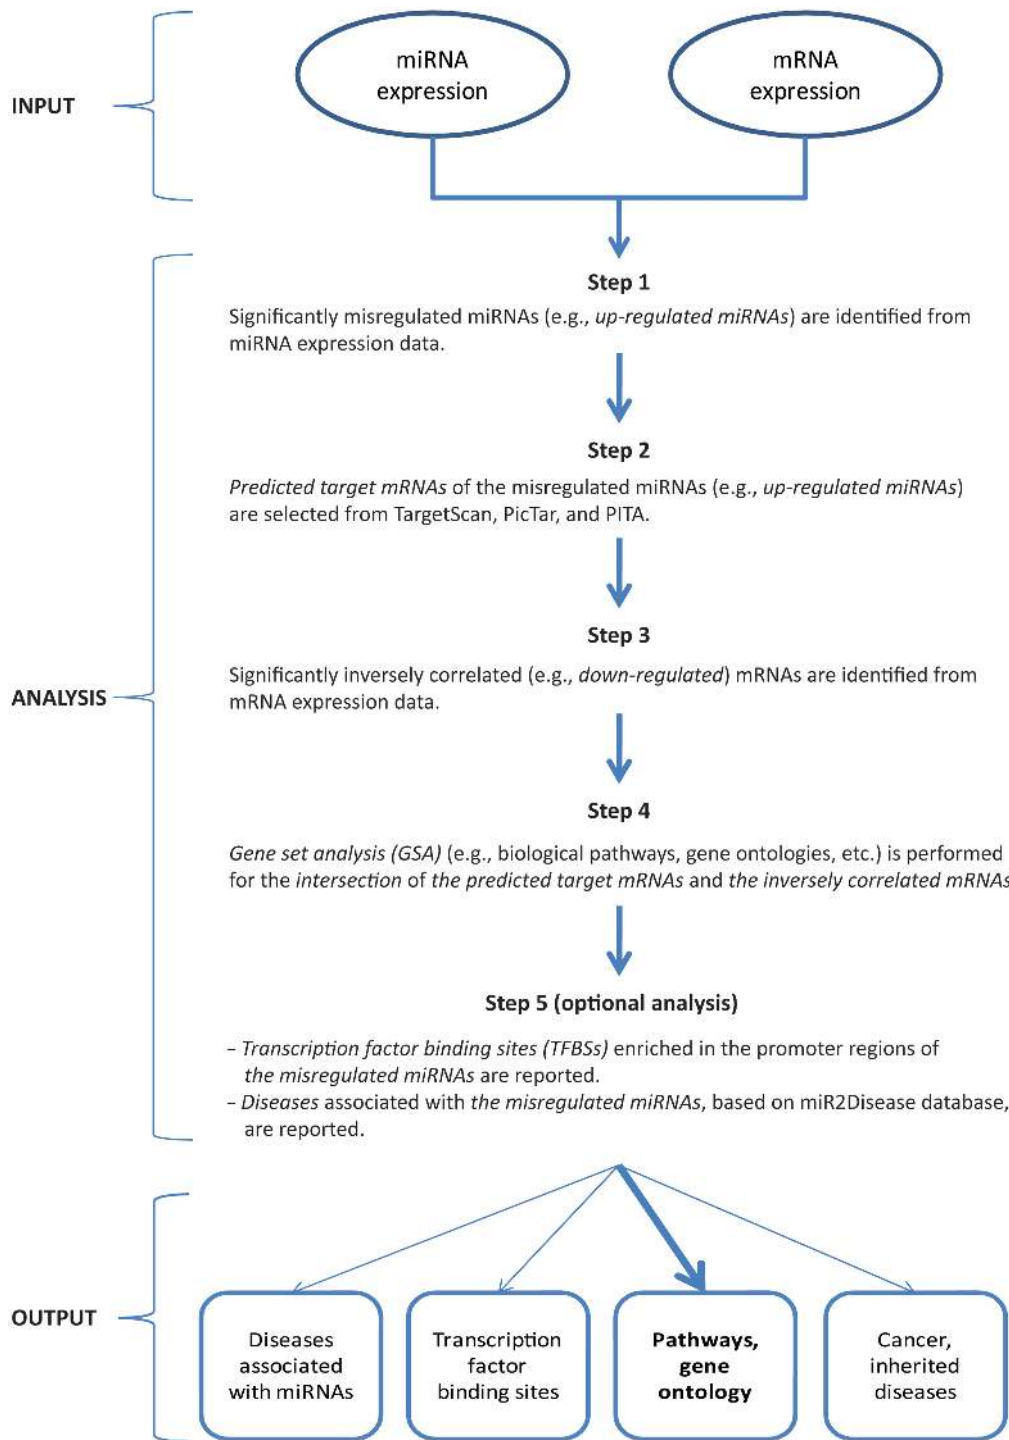 INPUT
miRNA
expression
mRNA
expression
ANALYSIS
Step 1
Significantly misregulated miRNAs (e.g., up-regulated miRNAs) are identified from
miRNA expression data.
Step 2
Predicted target mRNAs of the misregulated miRNAs (e.g., up-regulated miRNAs)
are selected from TargetScan, PicTar, and PITA.
Step 3
Significantly inversely correlated (e.g., down-regulated) mRNAs are identified from
mRNA expression data.
Step 4
Gene set analysis (GSA) (e.g., biological pathways, gene ontologies, etc.) is performed
for the intersection of the predicted target mRNAs and the inversely correlated mRNAs
Step 5 (optional analysis)
– Transcription factor binding sites (TFBSs) enriched in the promoter regions of
the misregulated miRNAs are reported.
– Diseases associated with the misregulated miRNAs, based on miR2Disease database,
are reported.
OUTPUT
Diseases
associated
with miRNAs
Transcription
factor
binding sites
Pathways,
gene
ontology
Cancer,
inherited
diseases